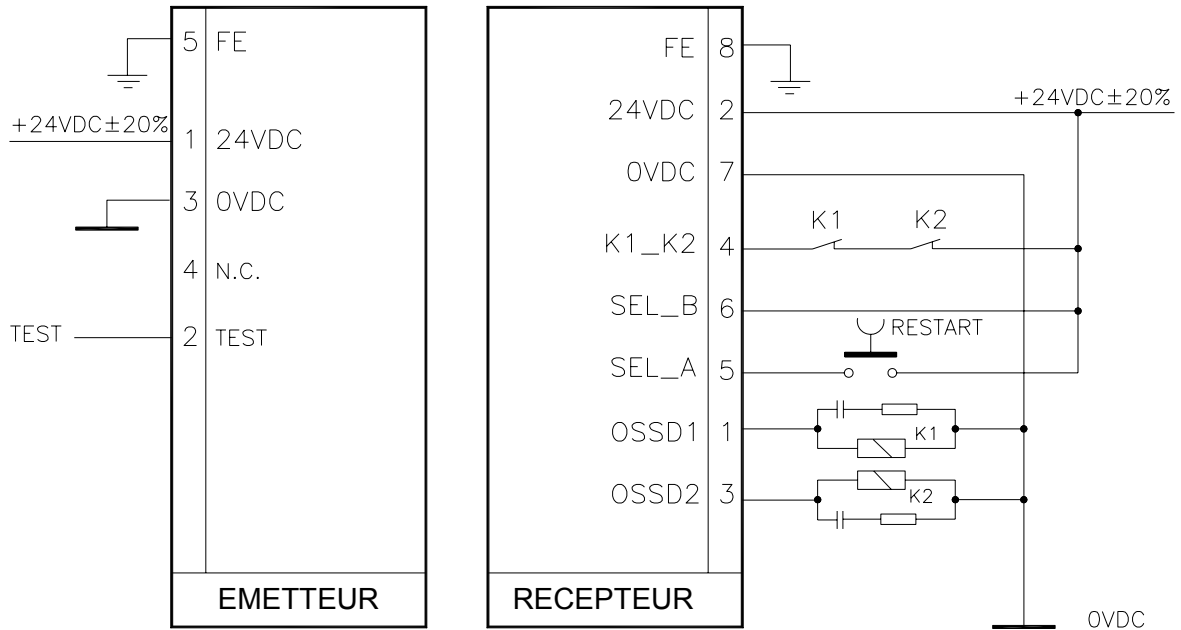 5 FE
+24VDC±20%
1 24VDC
3 0VDC
4 N.C.
TEST 2 TEST
EMETTEUR
FE 8
24VDC 2 +24VDC±20%
0VDC 7
K1_K2 4 K1 K2
SEL_B 6
RESTART
SEL_A 5
OSSD1 1 K1
OSSD2 3 K2
RECEPTEUR
0VDC